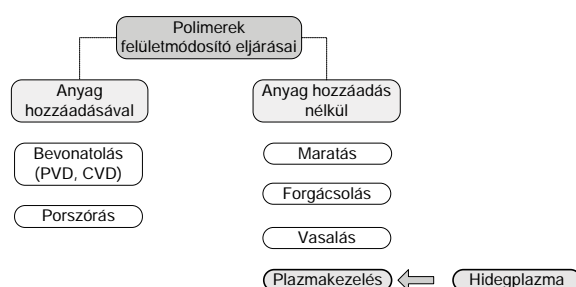 Polimerek
felületmódosító eljárásai
Anyag
hozzáadásával
Anyag hozzáadás
nélkül
Bevonatolás
(PVD, CVD)
Porszórás
Maratás
Forgácsolás
Vasalás
Plazmakezelés
Hidegplazma